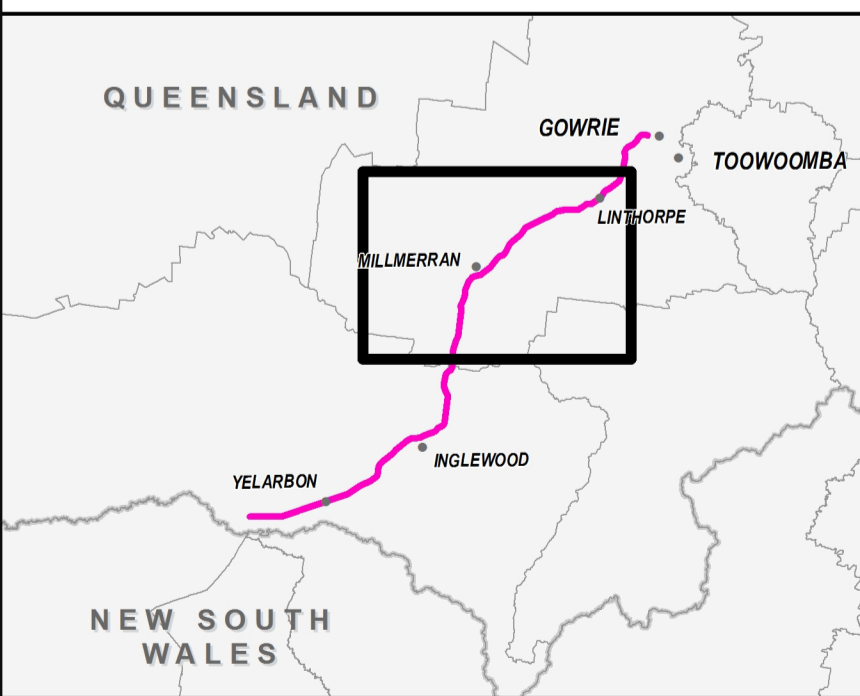 QUEENSLAND
GOWRIE
TOOWOOMBA
LINTHORPE
MILLMERRAN
INGLEWOOD
YELARBON
NEW SOUTH
WALES